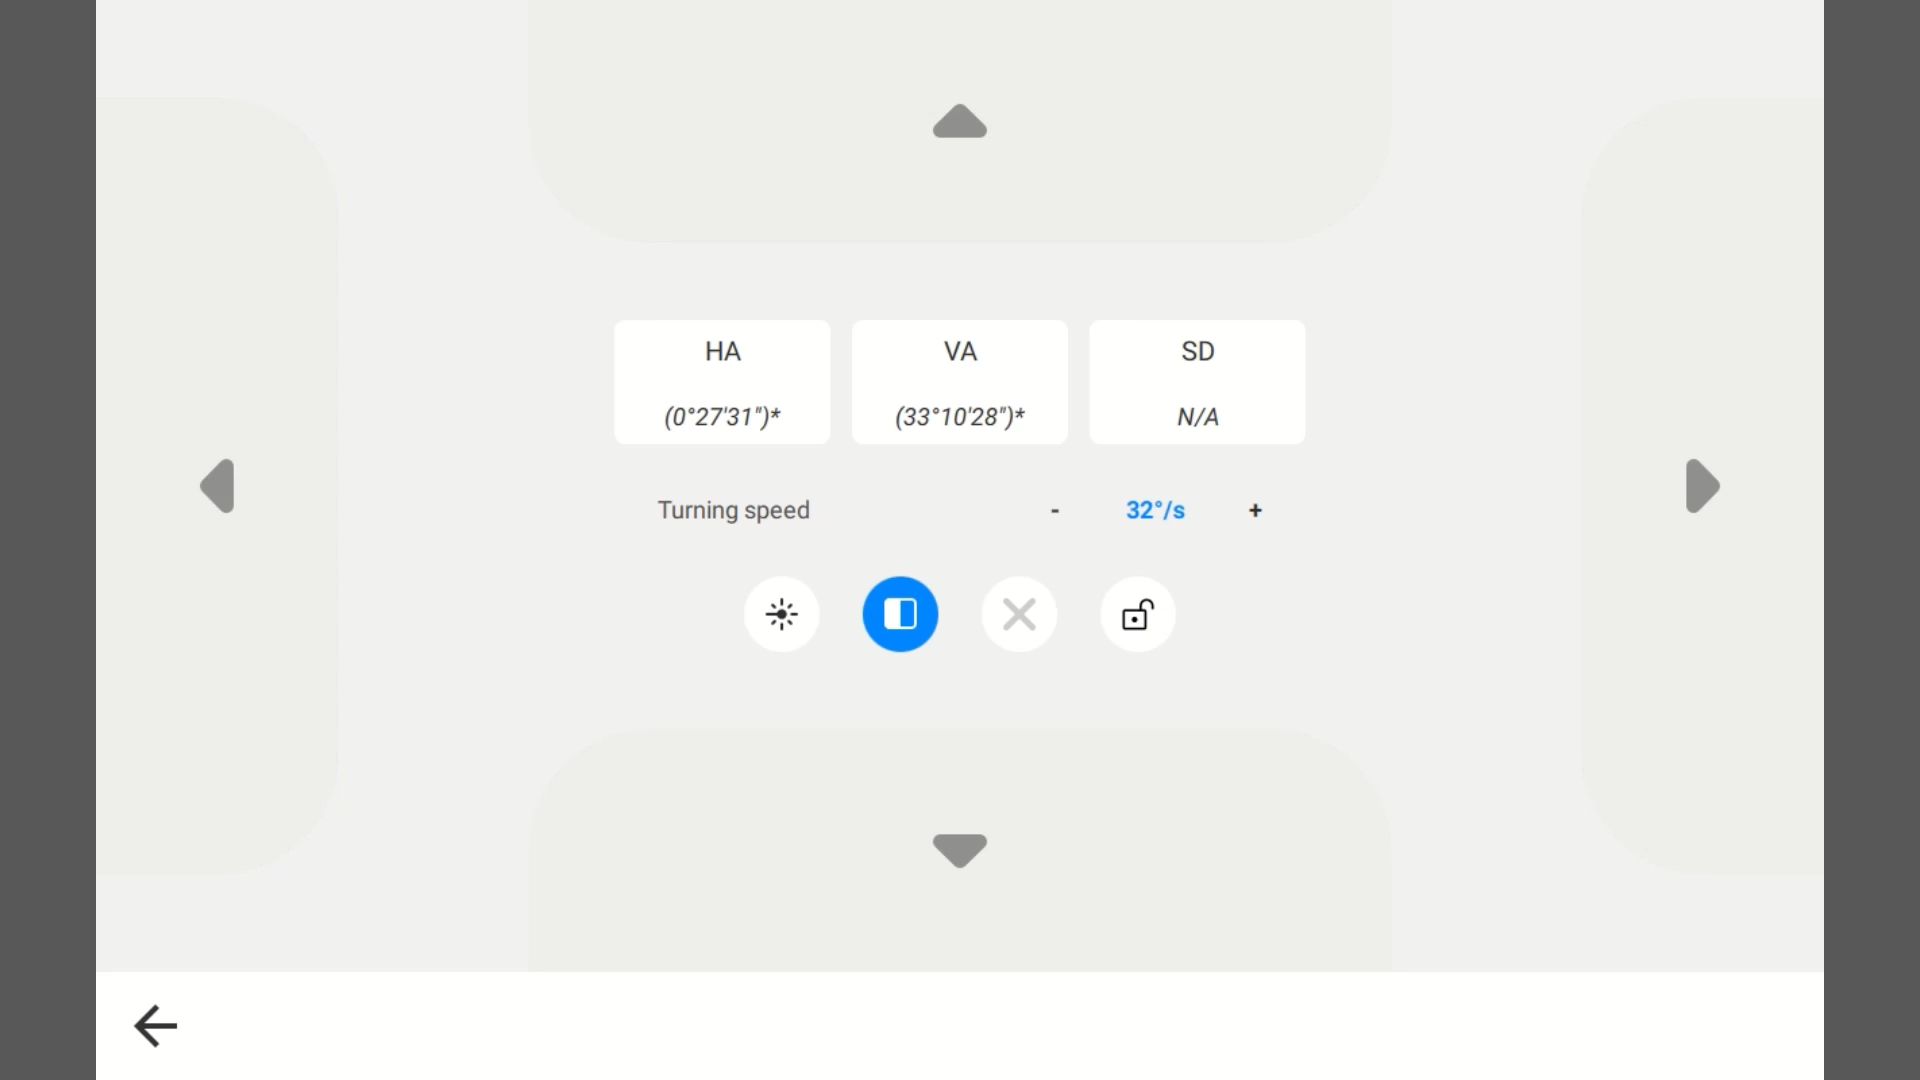 HA
VA
SD
(0°27'31")*
(33°10'28")*
N/A
Turning speed
-
32°/s
+